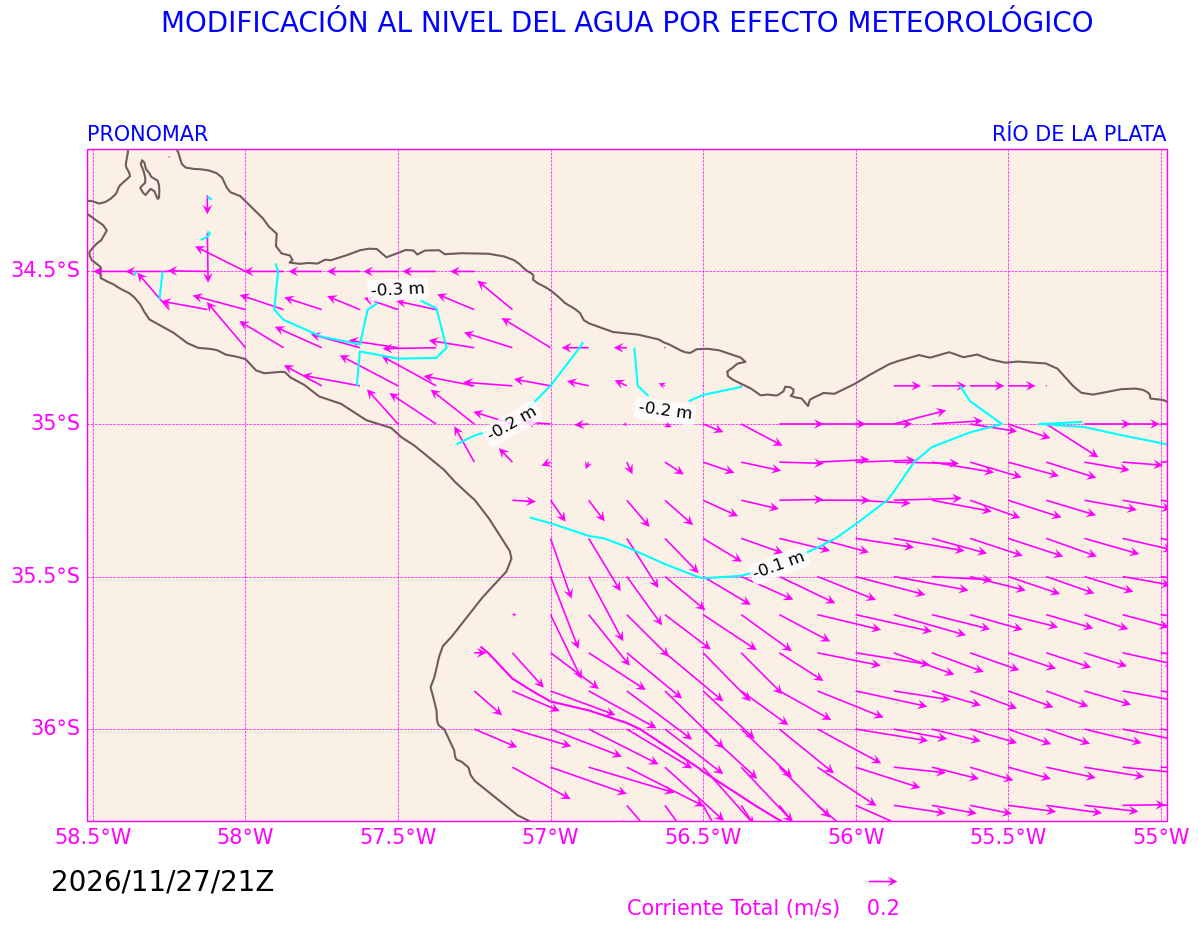 MODIFICACIÓN AL NIVEL DEL AGUA POR EFECTO METEOROLÓGICO
PRONOMAR
RÍO DE LA PLATA
34.5°S
35°S
35.5°S
36°S
-0.3 m
-0.2 m
-0.2 m
-0.1 m
58.5°W
58°W
57.5°W
57°W
56.5°W
56°W
55.5°W
55°W
2026/11/27/21Z
Corriente Total (m/s)
0.2